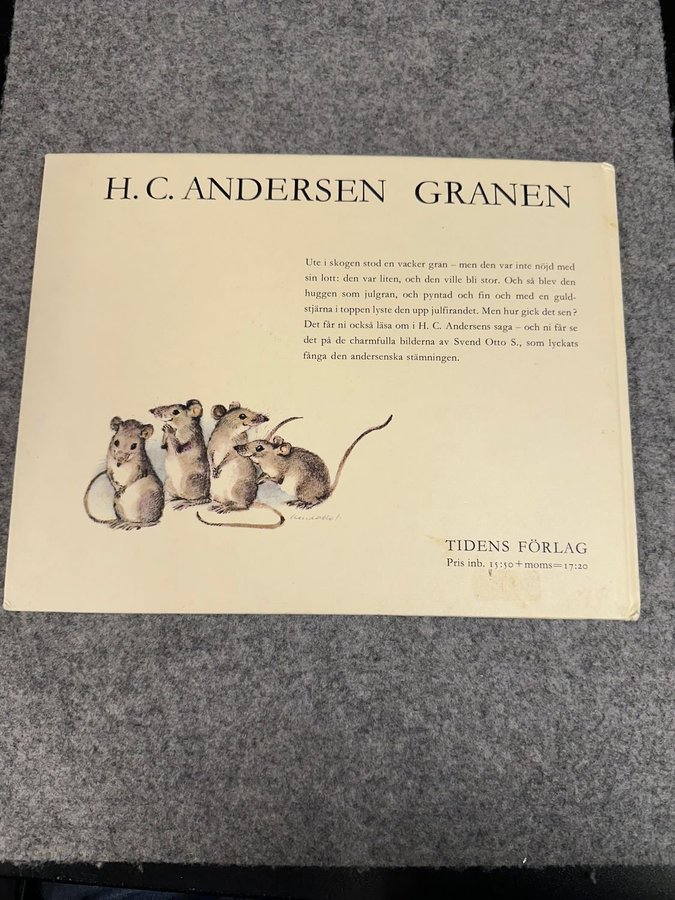 H. C. ANDERSEN GRANEN
Ute i skogen stod en vacker gran – men den var inte nöjd med
sin lott: den var liten, och den ville bli stor. Och så blev den
huggen som julgran, och pyntad och fin och med en guld-
stjärna i toppen lyste den upp julfirandet. Men hur gick det sen?
Det får ni också läsa om i H. C. Andersens saga – och ni får se
det på de charmfulla bilderna av Svend Otto S., som lyckats
fånga den andersenska stämningen.
TIDENS FÖRLAG
Pris inb. 15:50+moms=17:20